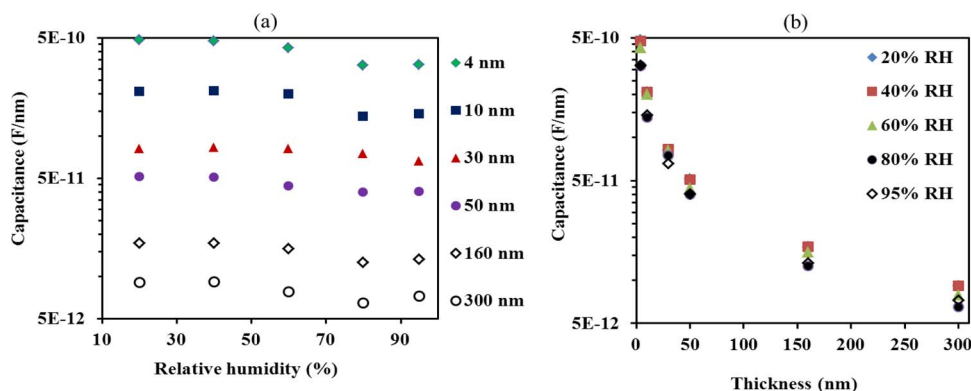 (a)
5E-10
5E-11
5E-12
10
30
50
70
90
Capacitance (F/nm)
Relative humidity (%)
4 nm
10 nm
30 nm
50 nm
160 nm
300 nm
(b)
5E-10
5E-11
5E-12
0
50
100
150
200
250
300
Capacitance (F/nm)
Thickness (nm)
20% RH
40% RH
60% RH
80% RH
95% RH